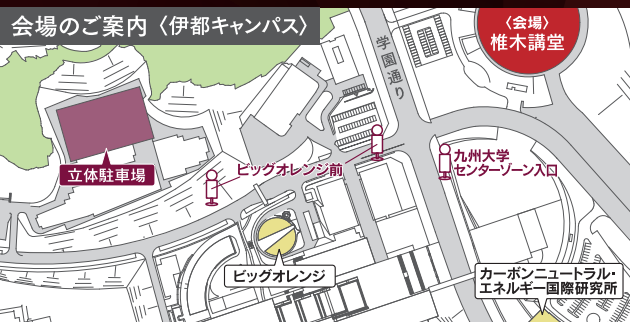 会場のご案内〈伊都キャンパス〉
〈会場〉
椎木講堂
学園通り
立体駐車場
ビッグオレンジ前
九州大学
センターゾーン入口
ビッグオレンジ
カーボンニュートラル・
エネルギー国際研究所